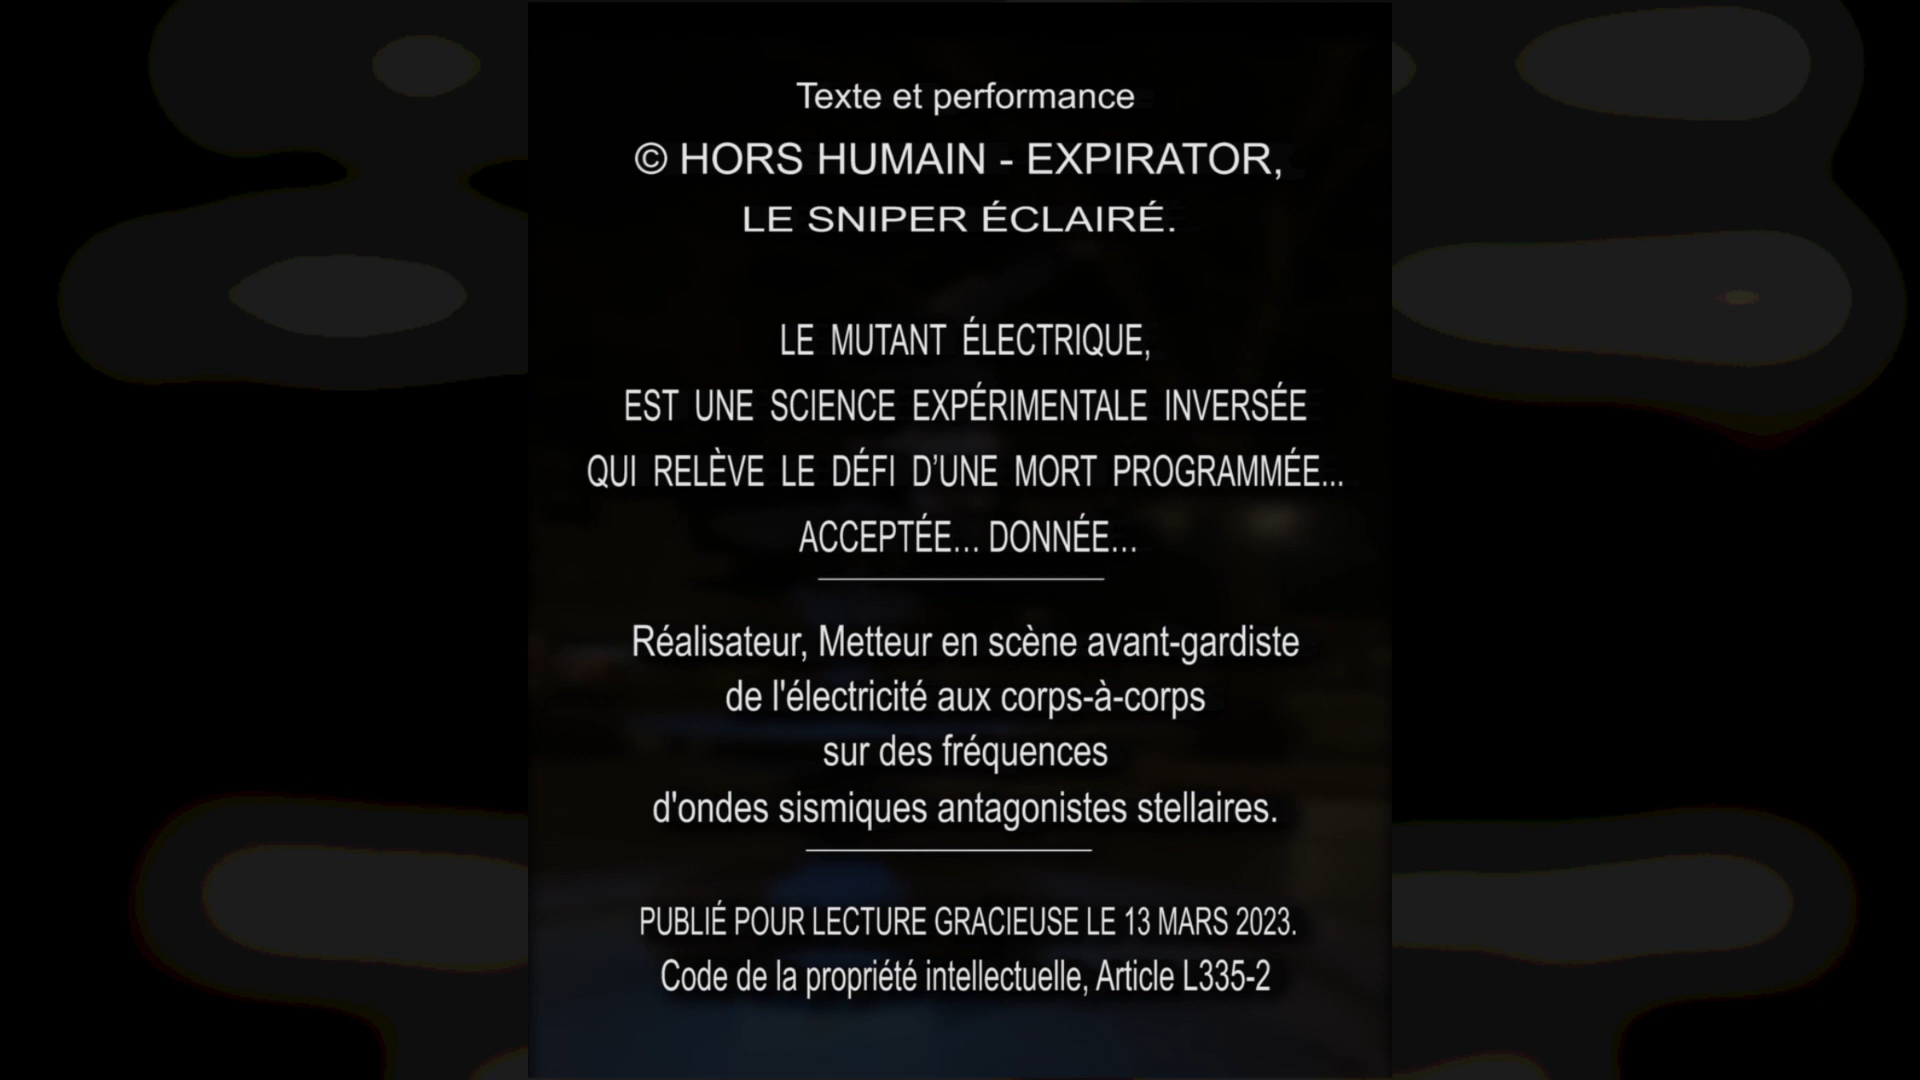 Texte et performance
© HORS HUMAIN - EXPIRATOR,
LE SNIPER ÉCLAIRÉ.
LE MUTANT ÉLECTRIQUE,
EST UNE SCIENCE EXPÉRIMENTALE INVERSÉE
QUI RELÈVE LE DÉFI D’UNE MORT PROGRAMMÉE...
ACCEPTÉE… DONNÉE…
Réalisateur, Metteur en scène avant-gardiste
de l'électricité aux corps-à-corps
sur des fréquences
d'ondes sismiques antagonistes stellaires.
PUBLIÉ POUR LECTURE GRACIEUSE LE 13 MARS 2023.
Code de la propriété intellectuelle, Article L335-2